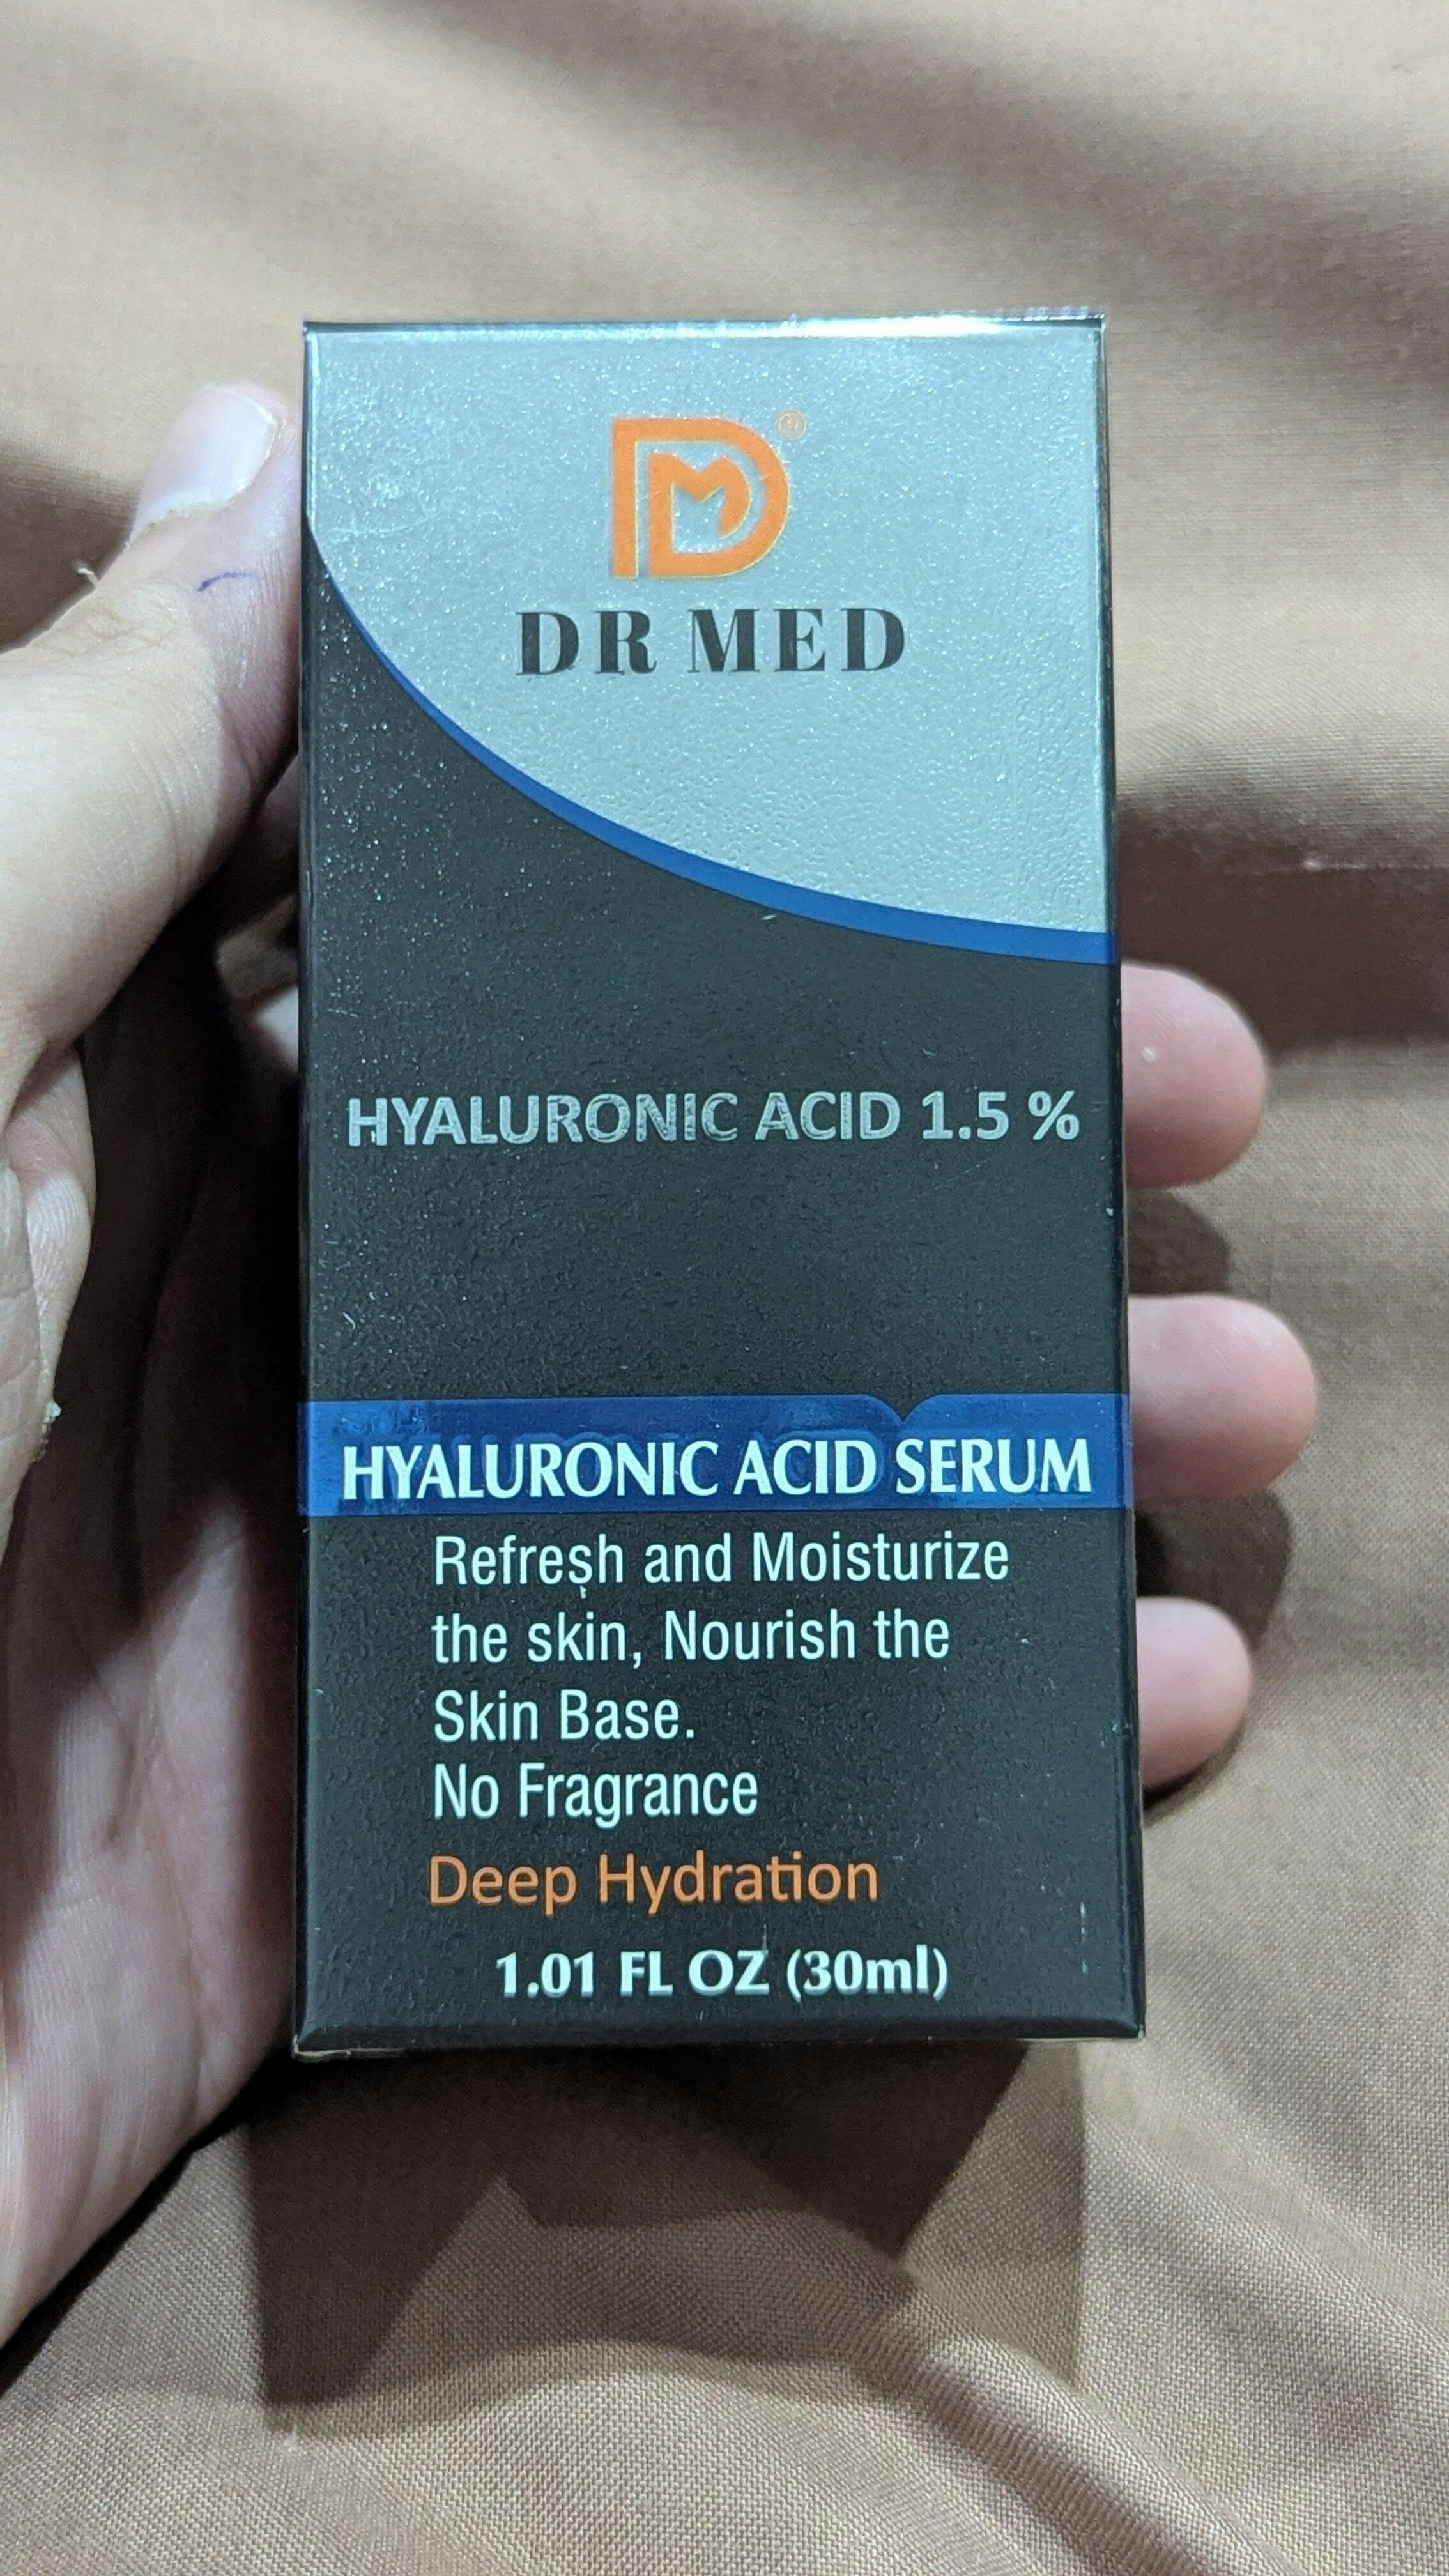 DM®
DR MED
HYALURONIC ACID 1.5 %
HYALURONIC ACID SERUM
Refresh and Moisturize
the skin, Nourish the
Skin Base.
No Fragrance
Deep Hydration
1.01 FL OZ (30ml)